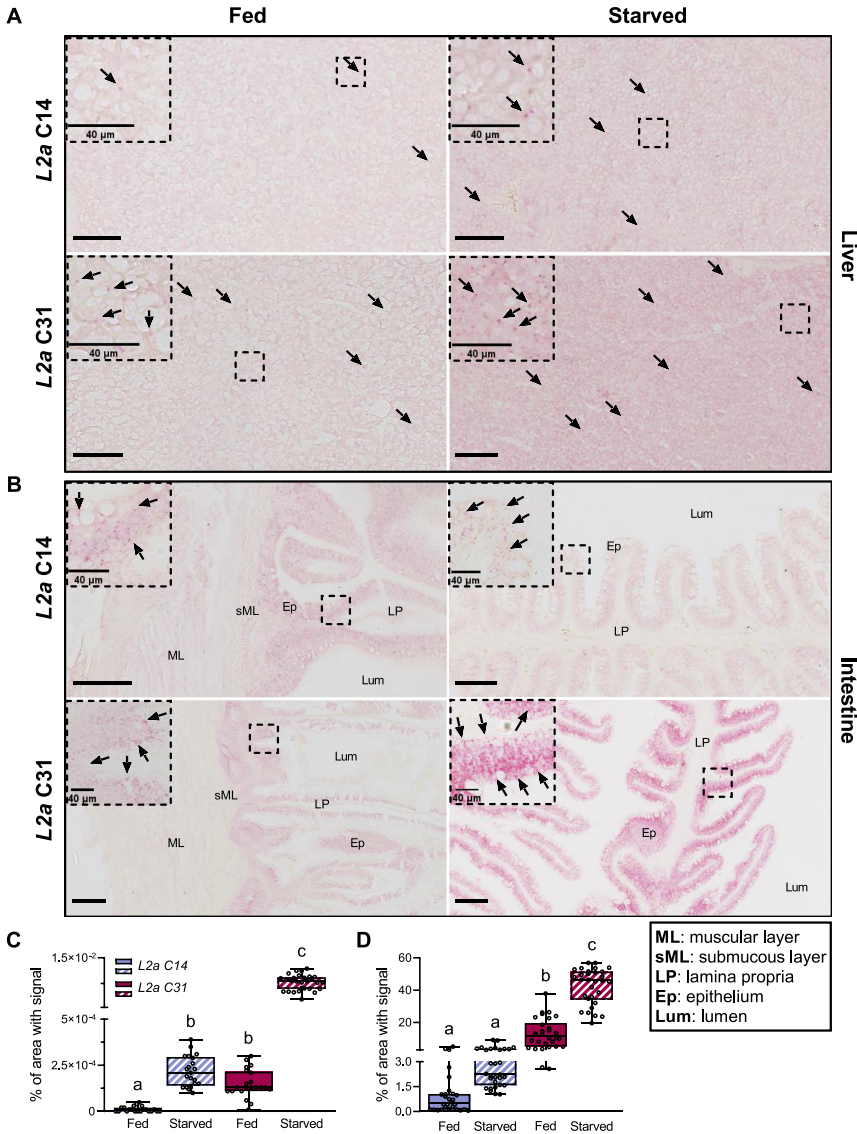 A
Fed
Starved
L2a C14
40 µm
40 µm
L2a C31
40 µm
40 µm
Liver
B
L2a C14
40 µm
sML
Ep
LP
ML
Lum
40 µm
Lum
Ep
LP
L2a C31
40 µm
Lum
sML
LP
ML
Ep
40 µm
LP
Ep
Lum
Intestine
ML: muscular layer
sML: submucous layer
LP: lamina propria
Ep: epithelium
Lum: lumen
C
% of area with signal
1.5×10⁻²
5×10⁻⁴
2.5×10⁻⁴
0
L2a C14
L2a C31
a
b
b
c
Fed
Starved
Fed
Starved
D
% of area with signal
60
40
20
3.0
1.5
0.0
a
a
b
c
Fed
Starved
Fed
Starved